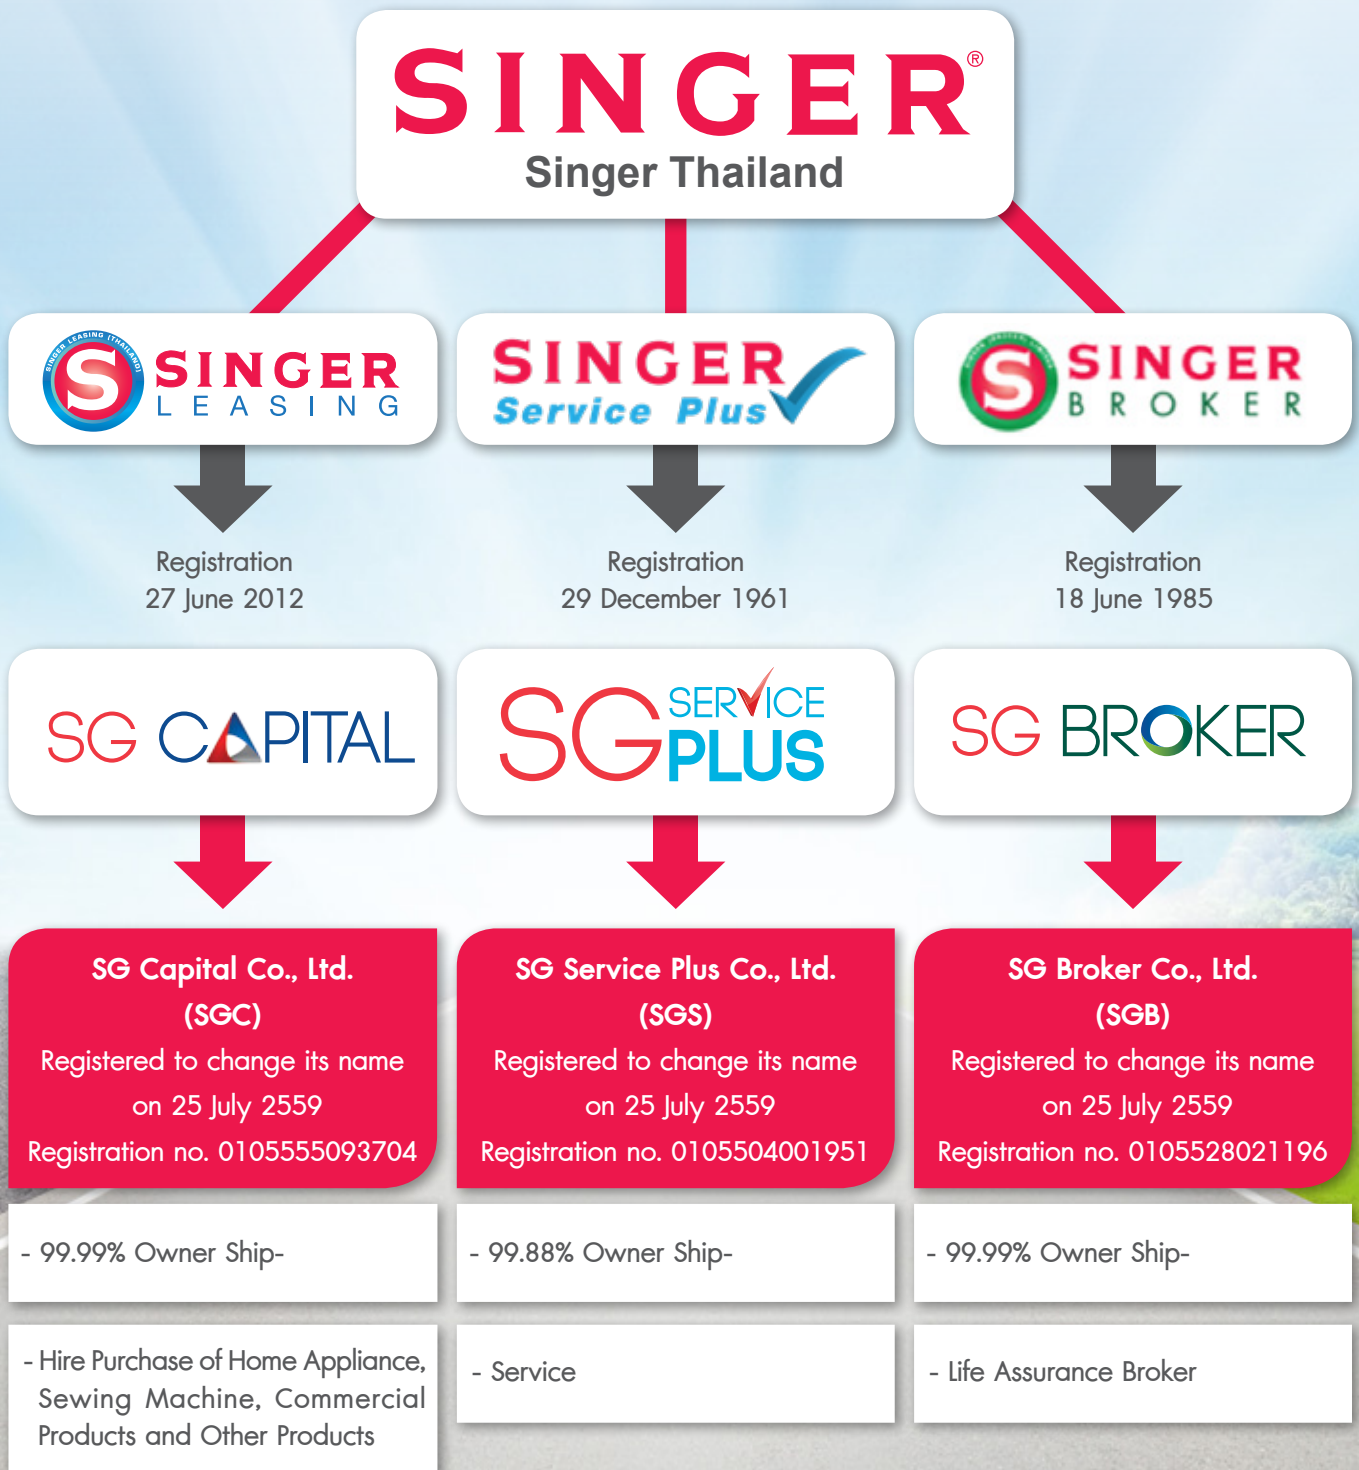 SINGER®
Singer Thailand
SINGER LEASING (THAILAND)
SINGER
LEASING
SINGER
Service Plus
SINGER
BROKER
Registration
27 June 2012
Registration
29 December 1961
Registration
18 June 1985
SG CAPITAL
SG SERVICE
PLUS
SG BROKER
SG Capital Co., Ltd.
(SGC)
Registered to change its name
on 25 July 2559
Registration no. 0105555093704
SG Service Plus Co., Ltd.
(SGS)
Registered to change its name
on 25 July 2559
Registration no. 0105504001951
SG Broker Co., Ltd.
(SGB)
Registered to change its name
on 25 July 2559
Registration no. 0105528021196
- 99.99% Owner Ship-
- 99.88% Owner Ship-
- 99.99% Owner Ship-
- Hire Purchase of Home Appliance,
Sewing Machine, Commercial
Products and Other Products
- Service
- Life Assurance Broker